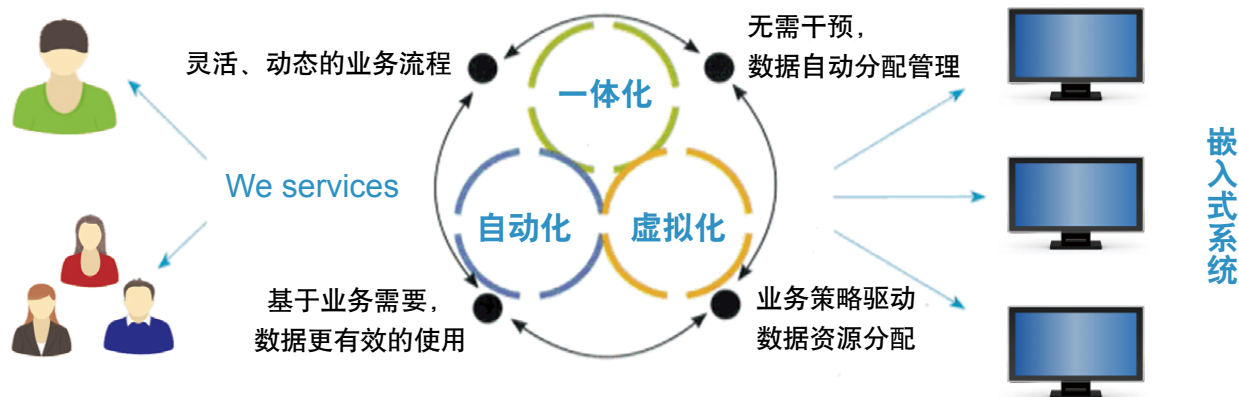 灵活、动态的业务流程
无需干预，
数据自动分配管理
一体化
We services
自动化
虚拟化
基于业务需要，
数据更有效的使用
业务策略驱动
数据资源分配
嵌入式系统